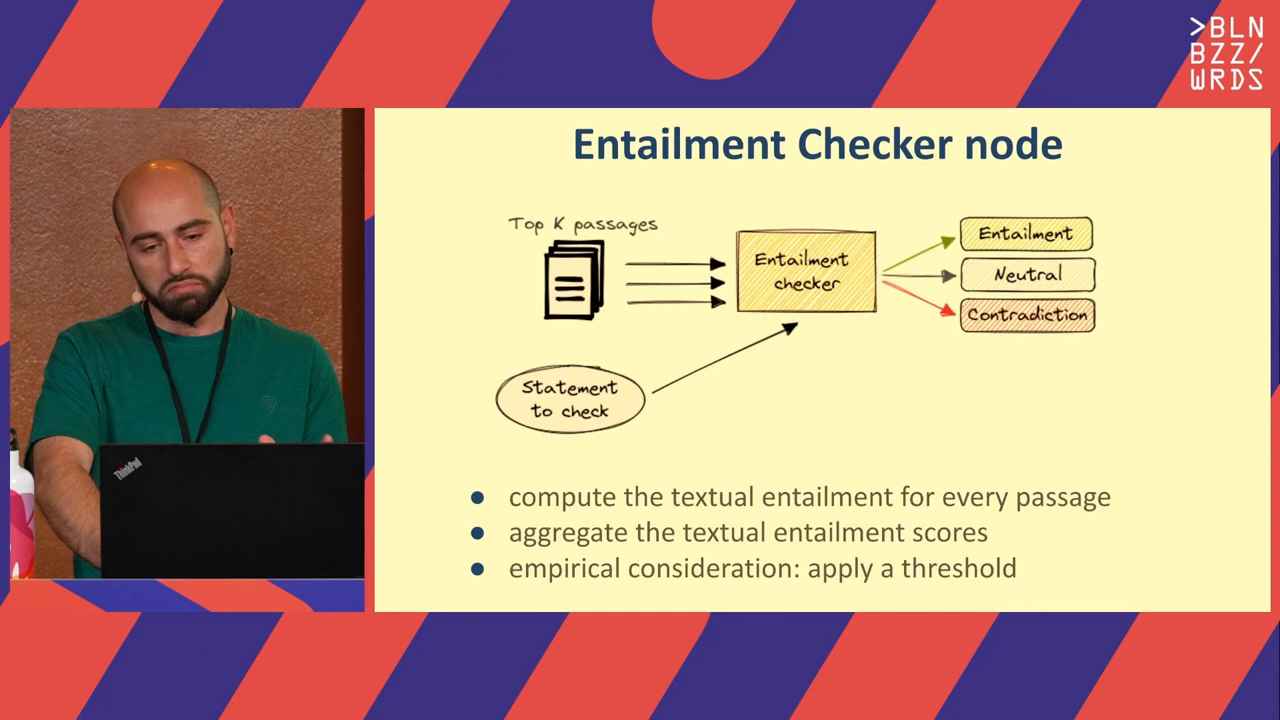 >BLN
BZZ/
WRDS
Entailment Checker node
Top K passages
Entailment
checker
Entailment
Neutral
Contradiction
Statement
to check
ThinkPad
● compute the textual entailment for every passage
● aggregate the textual entailment scores
● empirical consideration: apply a threshold